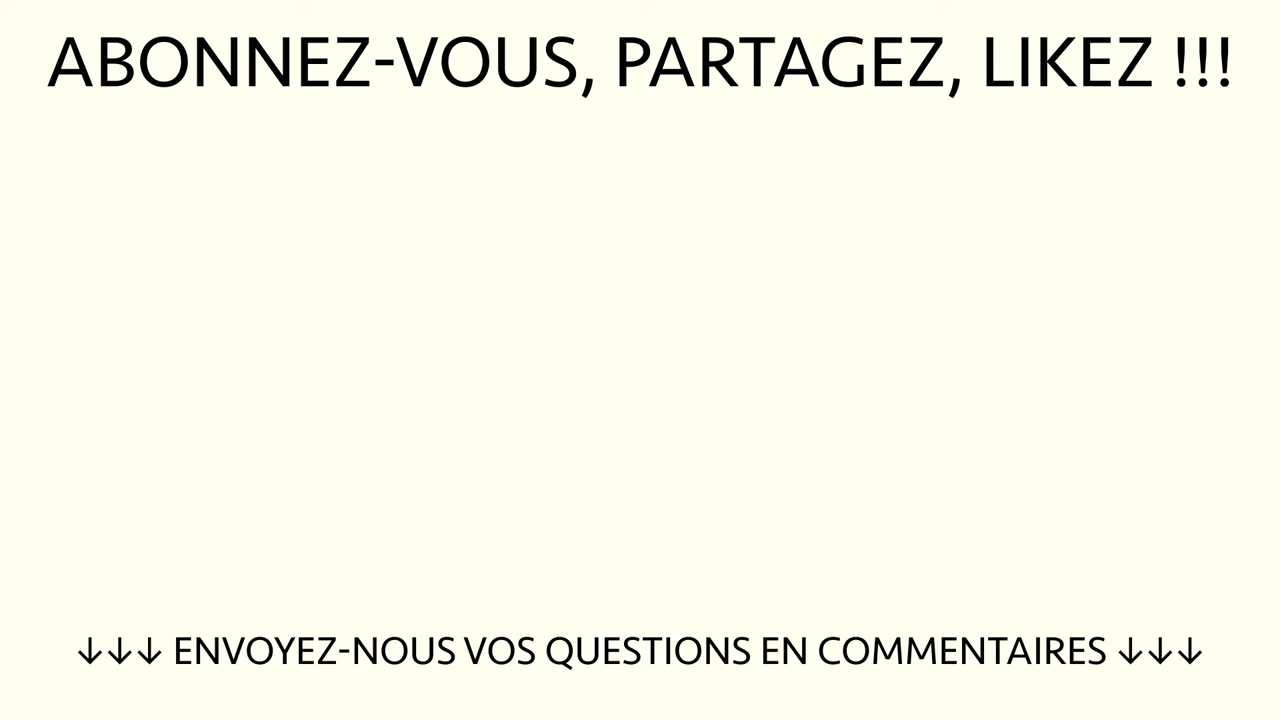 ABONNEZ-VOUS, PARTAGEZ, LIKEZ !!!
↓↓↓ ENVOYEZ-NOUS VOS QUESTIONS EN COMMENTAIRES ↓↓↓